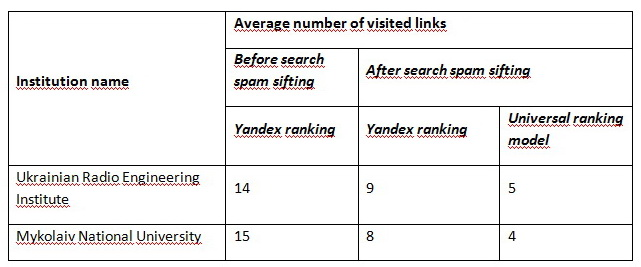 Institution name
Average number of visited links
Before search
spam sifting
After search spam sifting
Yandex ranking
Yandex ranking
Universal ranking
model
Ukrainian Radio Engineering
Institute
14
9
5
Mykolaiv National University
15
8
4